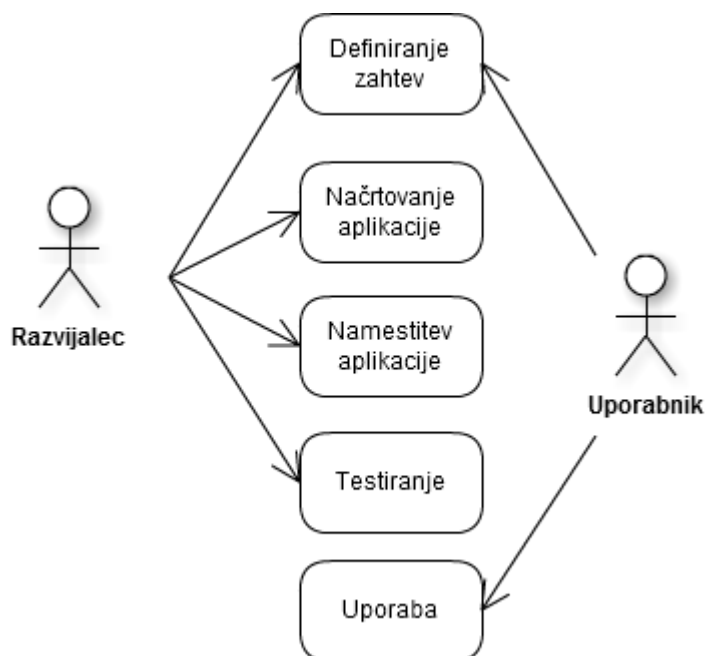 Definiranje
zahtev
Načrtovanje
aplikacije
Razvijalec
Namestitev
aplikacije
Uporabnik
Testiranje
Uporaba